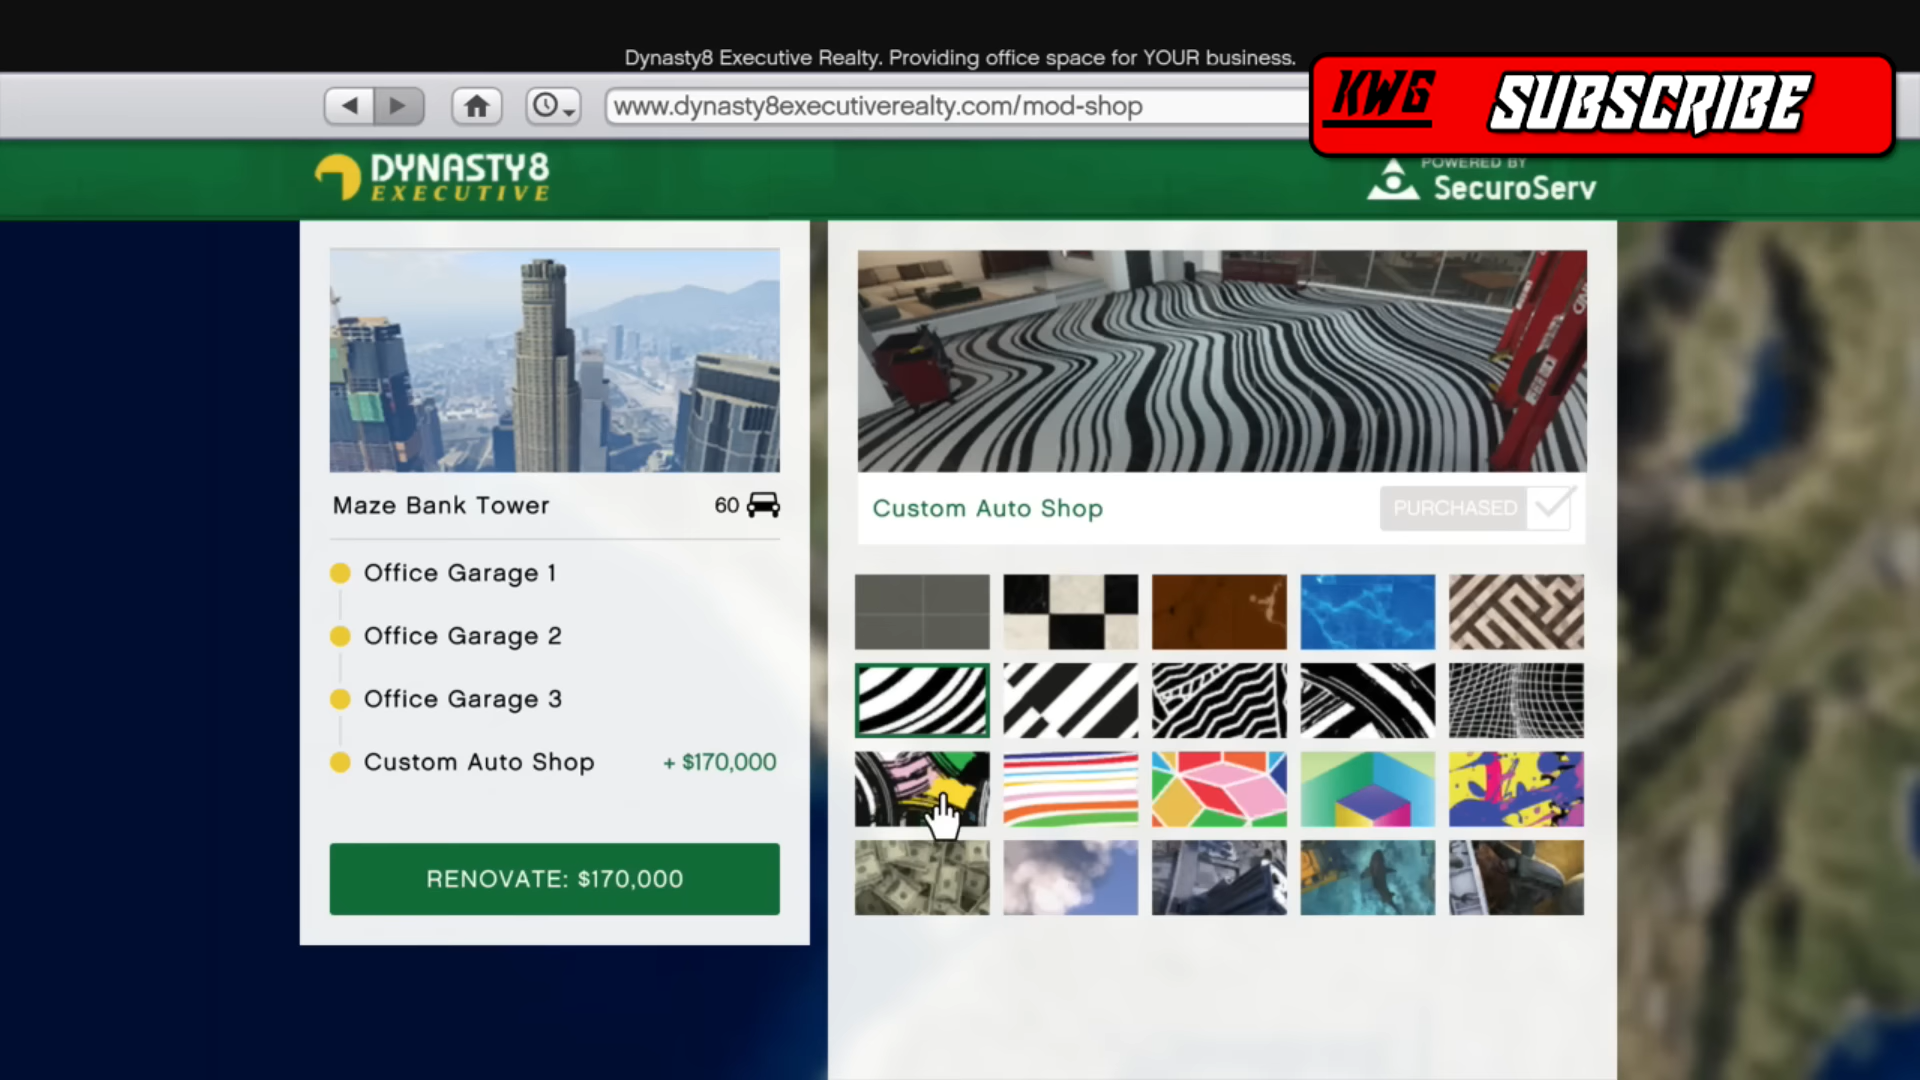 Dynasty8 Executive Realty. Providing office space for YOUR business.
www.dynasty8executiverealty.com/mod-shop
KWG SUBSCRIBE
DYNASTY8
EXECUTIVE
POWERED BY
SecuroServ
Maze Bank Tower 60
Office Garage 1
Office Garage 2
Office Garage 3
Custom Auto Shop + $170,000
RENOVATE: $170,000
Custom Auto Shop PURCHASED